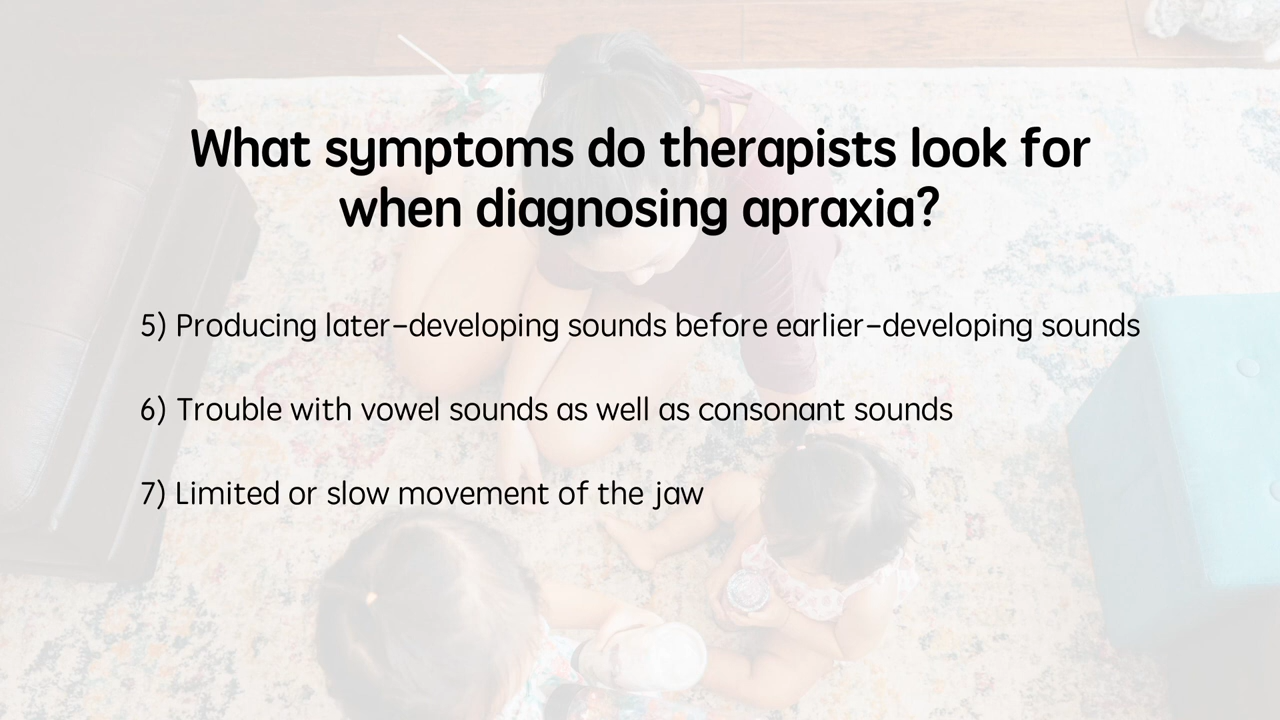 What symptoms do therapists look for
when diagnosing apraxia?
5) Producing later-developing sounds before earlier-developing sounds
6) Trouble with vowel sounds as well as consonant sounds
7) Limited or slow movement of the jaw